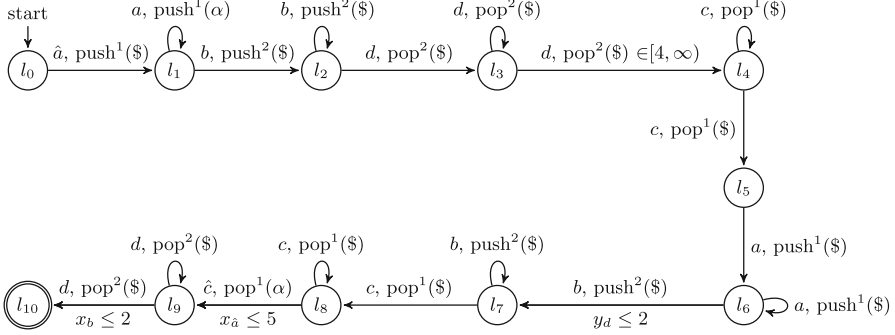 start
a, push¹(α)
b, push²($)
d, pop²($)
c, pop¹($)
l₀
â, push¹($)
l₁
b, push²($)
l₂
d, pop²($)
l₃
d, pop²($) ∈[4, ∞)
l₄
c, pop¹($)
l₅
a, push¹($)
d, pop²($)
c, pop¹($)
b, push²($)
l₁₀
d, pop²($)
x_b ≤ 2
l₉
ĉ, pop¹(α)
x_â ≤ 5
l₈
c, pop¹($)
l₇
b, push²($)
y_d ≤ 2
l₆
a, push¹($)